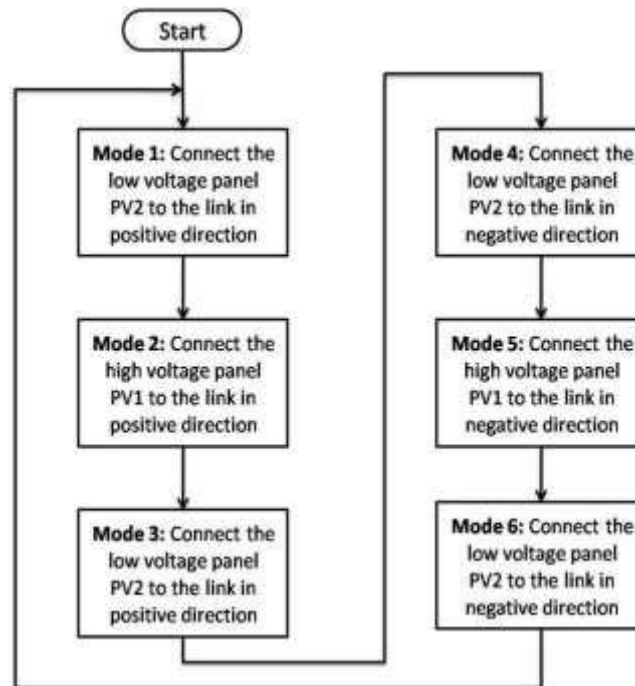 Start
Mode 1: Connect the
low voltage panel
PV2 to the link in
positive direction
Mode 2: Connect the
high voltage panel
PV1 to the link in
positive direction
Mode 3: Connect the
low voltage panel
PV2 to the link in
positive direction
Mode 4: Connect the
low voltage panel
PV2 to the link in
negative direction
Mode 5: Connect the
high voltage panel
PV1 to the link in
negative direction
Mode 6: Connect the
low voltage panel
PV2 to the link in
negative direction